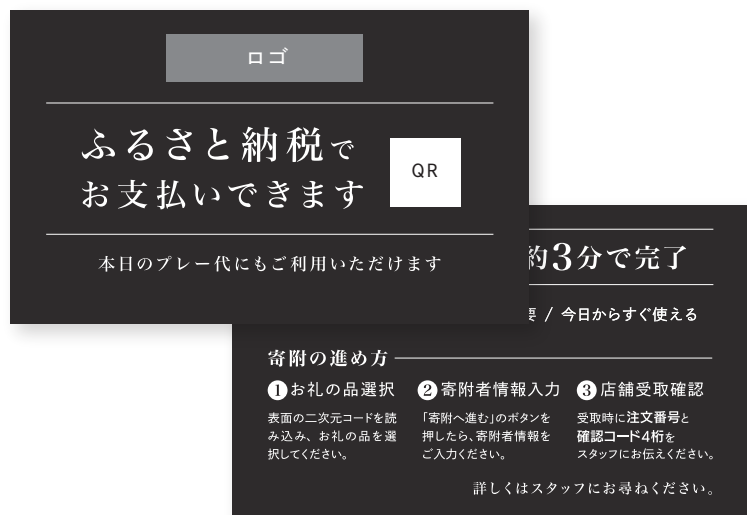 ロゴ
ふるさと納税で
お支払いできます
QR
本日のプレー代にもご利用いただけます
約3分で完了
要 / 今日からすぐ使える
寄附の進め方
1 お礼の品選択
表面の二次元コードを読
み込み、お礼の品を選
択してください。
2 寄附者情報入力
「寄附へ進む」のボタンを
押したら、寄附者情報を
ご入力ください。
3 店舗受取確認
受取時に注文番号と
確認コード4桁を
スタッフにお伝えください。
詳しくはスタッフにお尋ねください。